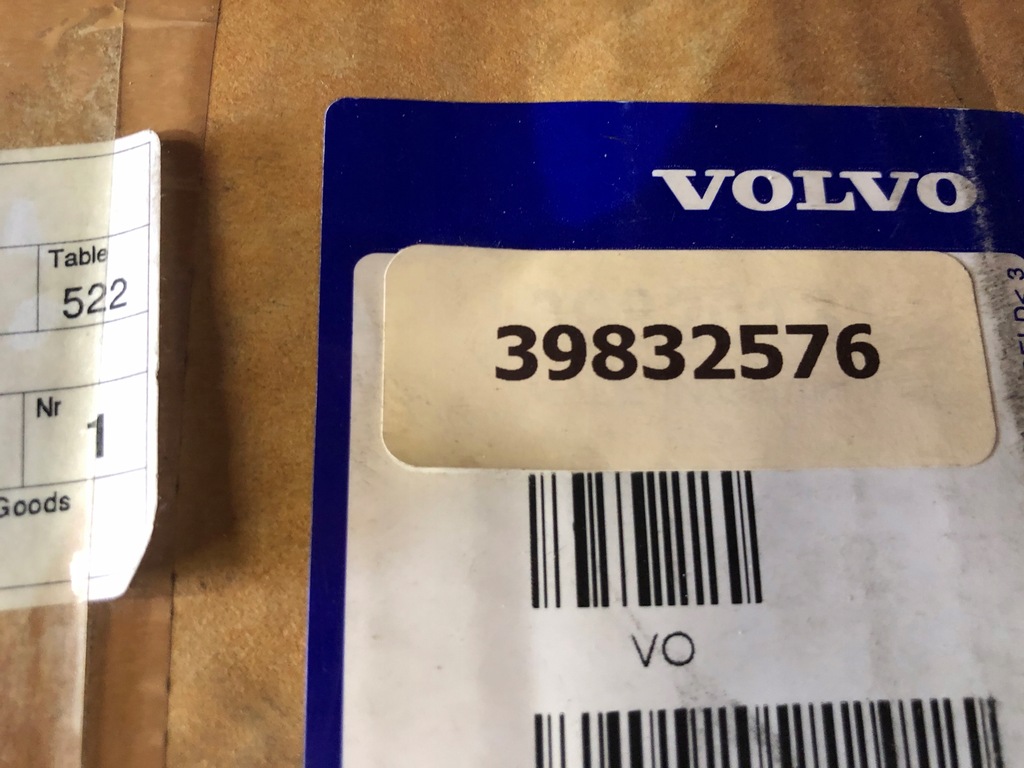 VOLVO
39832576
VO
Table
522
Nr
1
Goods